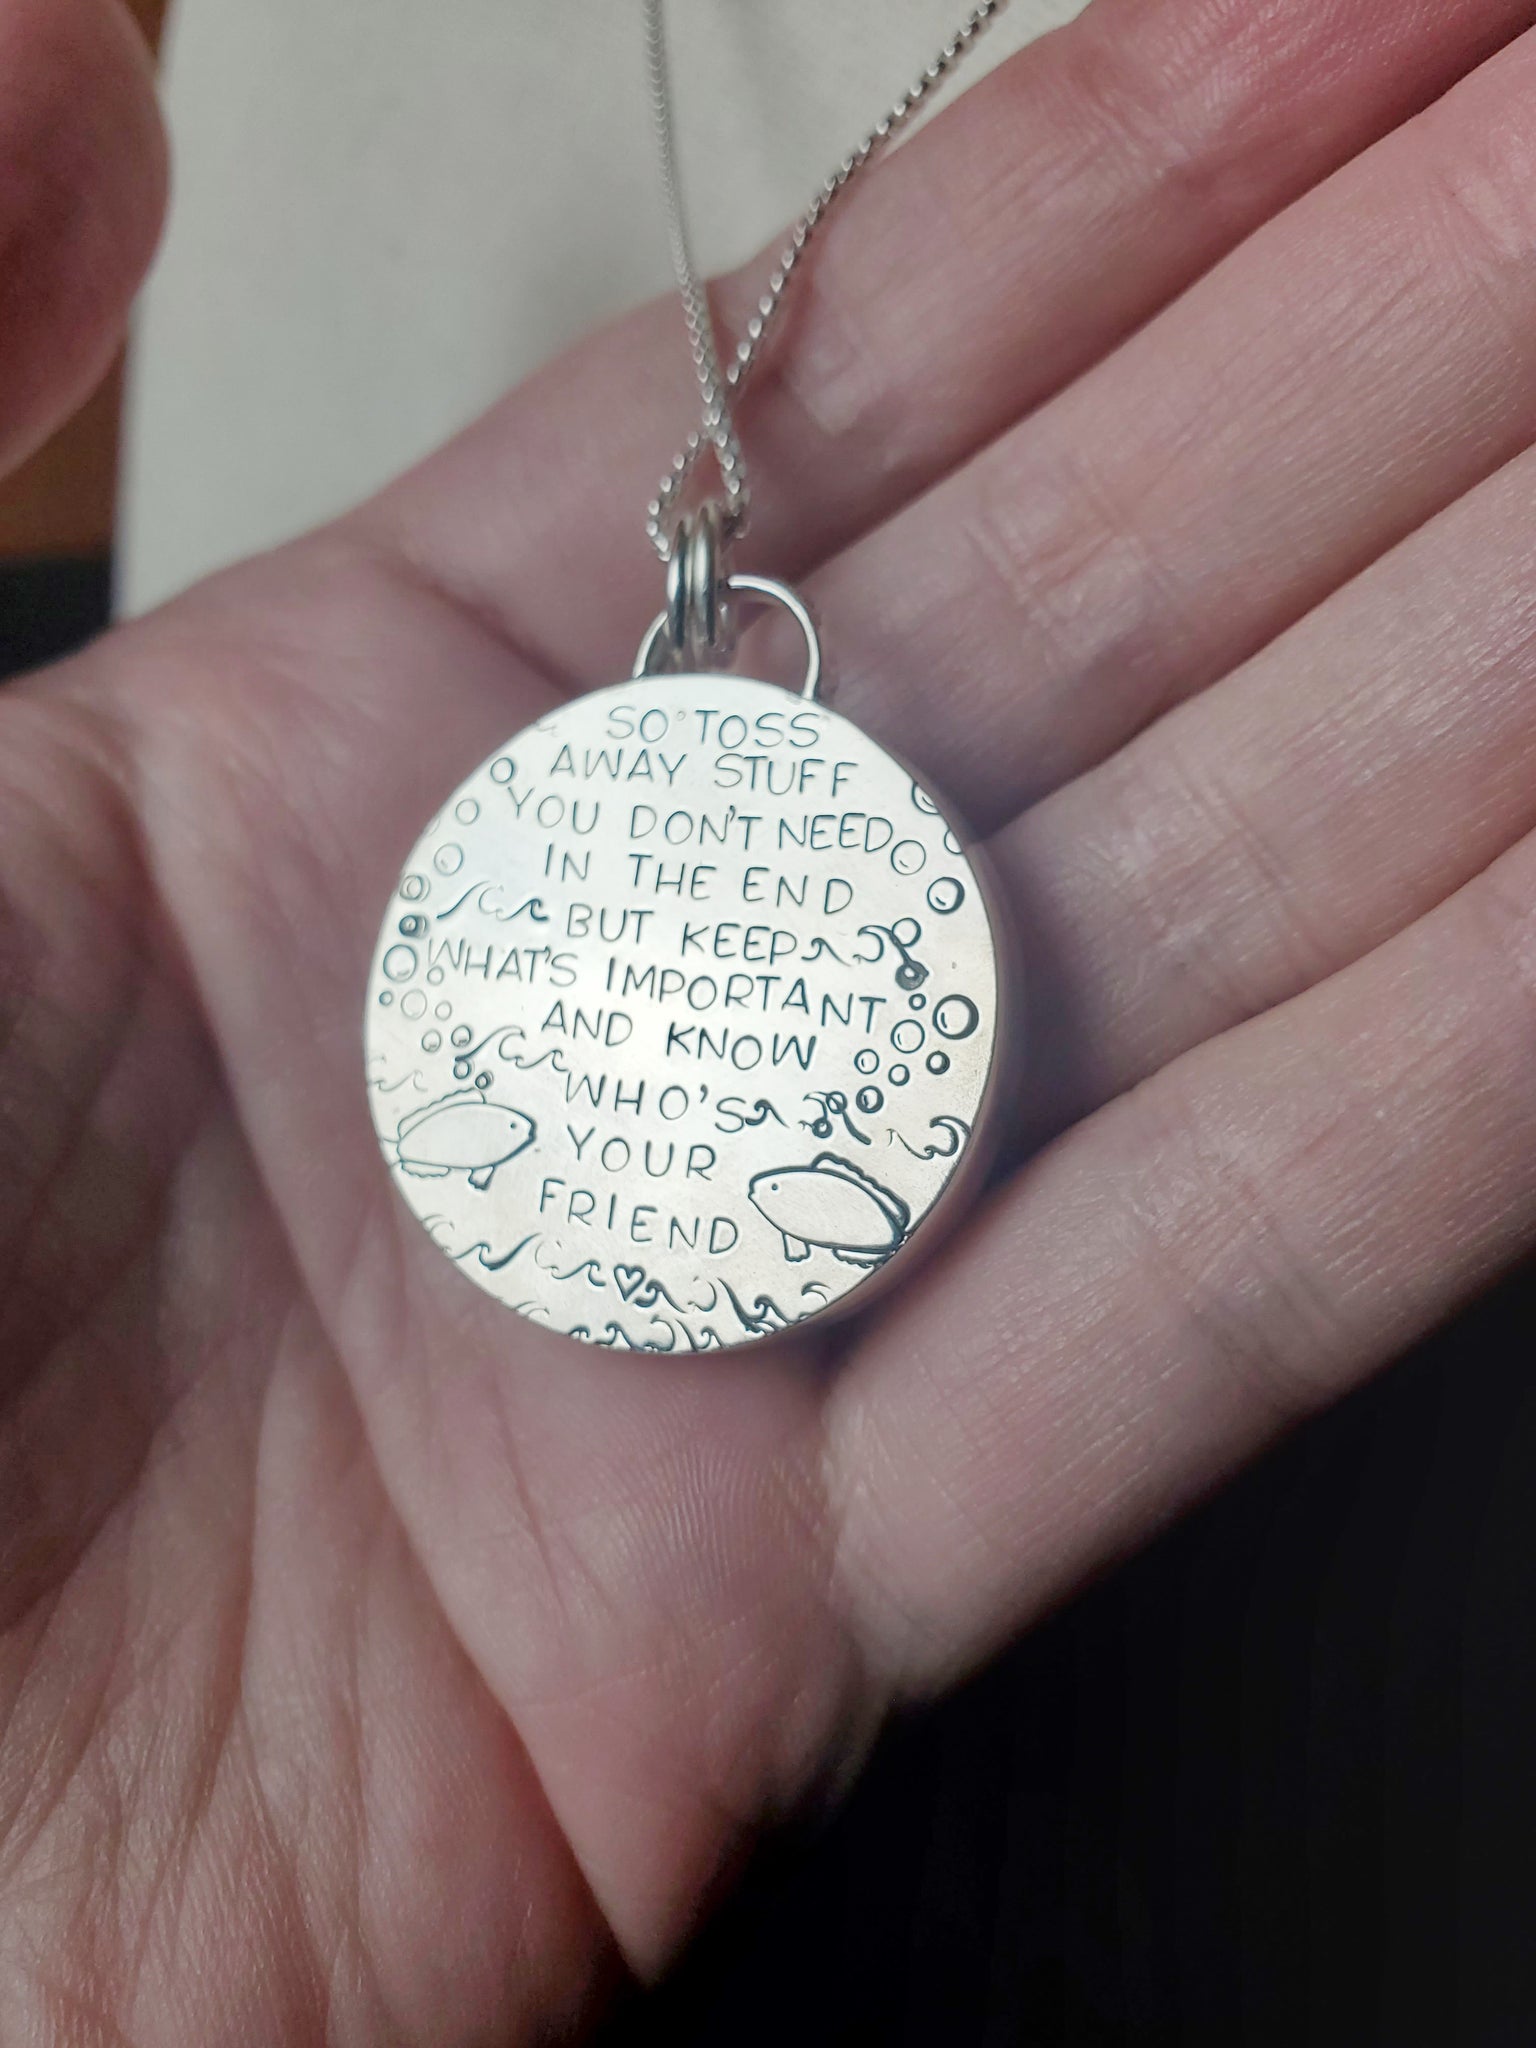 SO TOSS
AWAY STUFF
YOU DON'T NEED
IN THE END
BUT KEEP
WHAT'S IMPORTANT
AND KNOW
WHO'S
YOUR
FRIEND